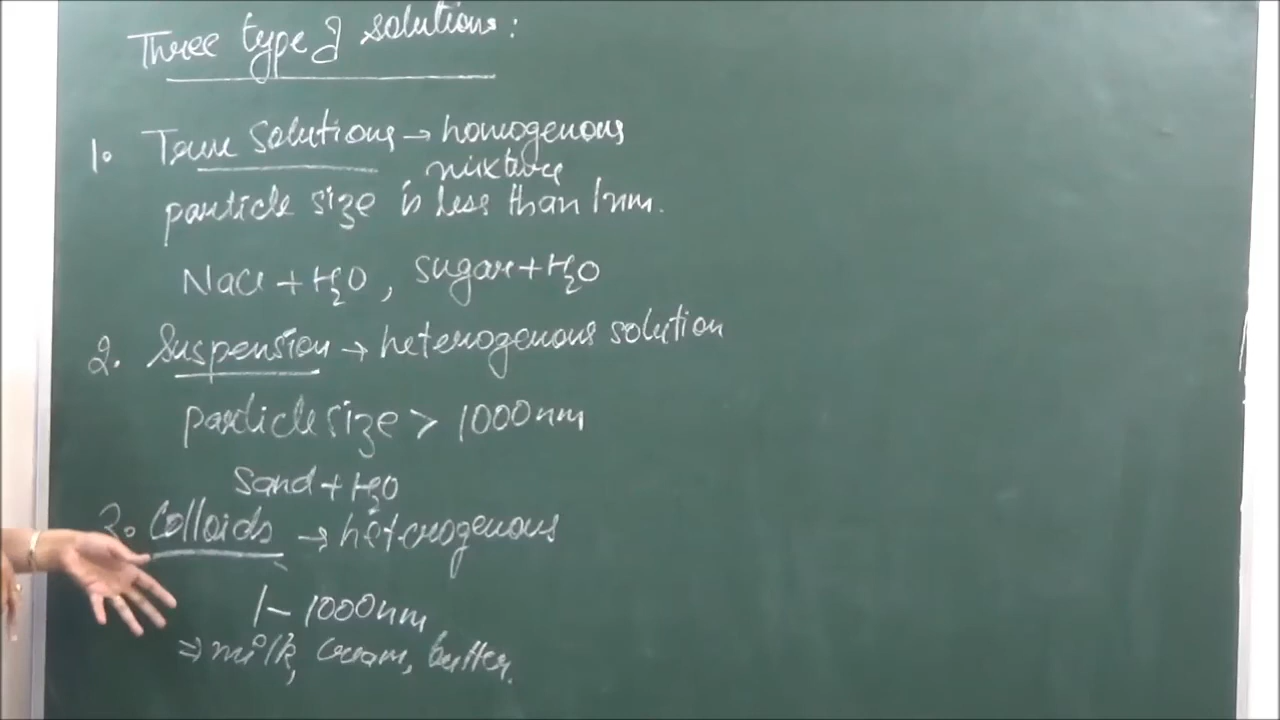 Three type of solutions:
1. True Solutions → homogenous
mixture
particle size is less than 1nm.
NaCl + H2O, sugar + H2O
2. Suspension → heterogenous solution
particle size > 1000nm
Sand + H2O
3. Colloids → heterogenous
1 - 1000nm
⇒ milk, cream, butter.